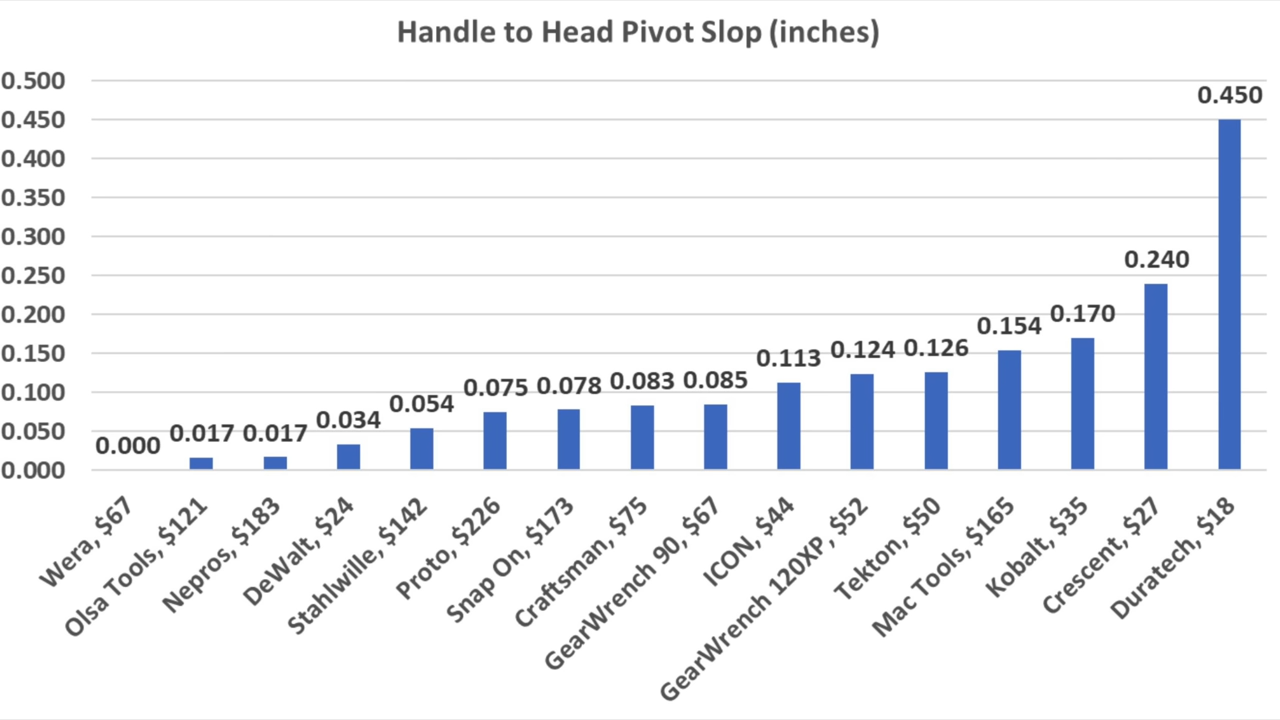 Handle to Head Pivot Slop (inches)
0.500
0.450
0.400
0.350
0.300
0.250
0.200
0.150
0.100
0.050
0.000
0.000
0.017
0.017
0.034
0.054
0.075
0.078
0.083
0.085
0.113
0.124
0.126
0.154
0.170
0.240
0.450
Wera, $67
Olsa Tools, $121
Nepros, $183
DeWalt, $24
Stahlwille, $142
Proto, $226
Snap On, $173
Craftsman, $75
GearWrench 90, $67
ICON, $44
GearWrench 120XP, $52
Tekton, $50
Mac Tools, $165
Kobalt, $35
Crescent, $27
Duratech, $18